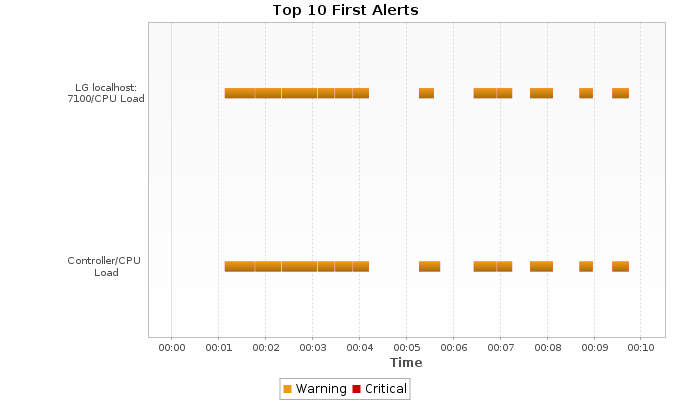 Top 10 First Alerts
LG localhost:
7100/CPU Load
Controller/CPU
Load
00:00 00:01 00:02 00:03 00:04 00:05 00:06 00:07 00:08 00:09 00:10
Time
Warning Critical